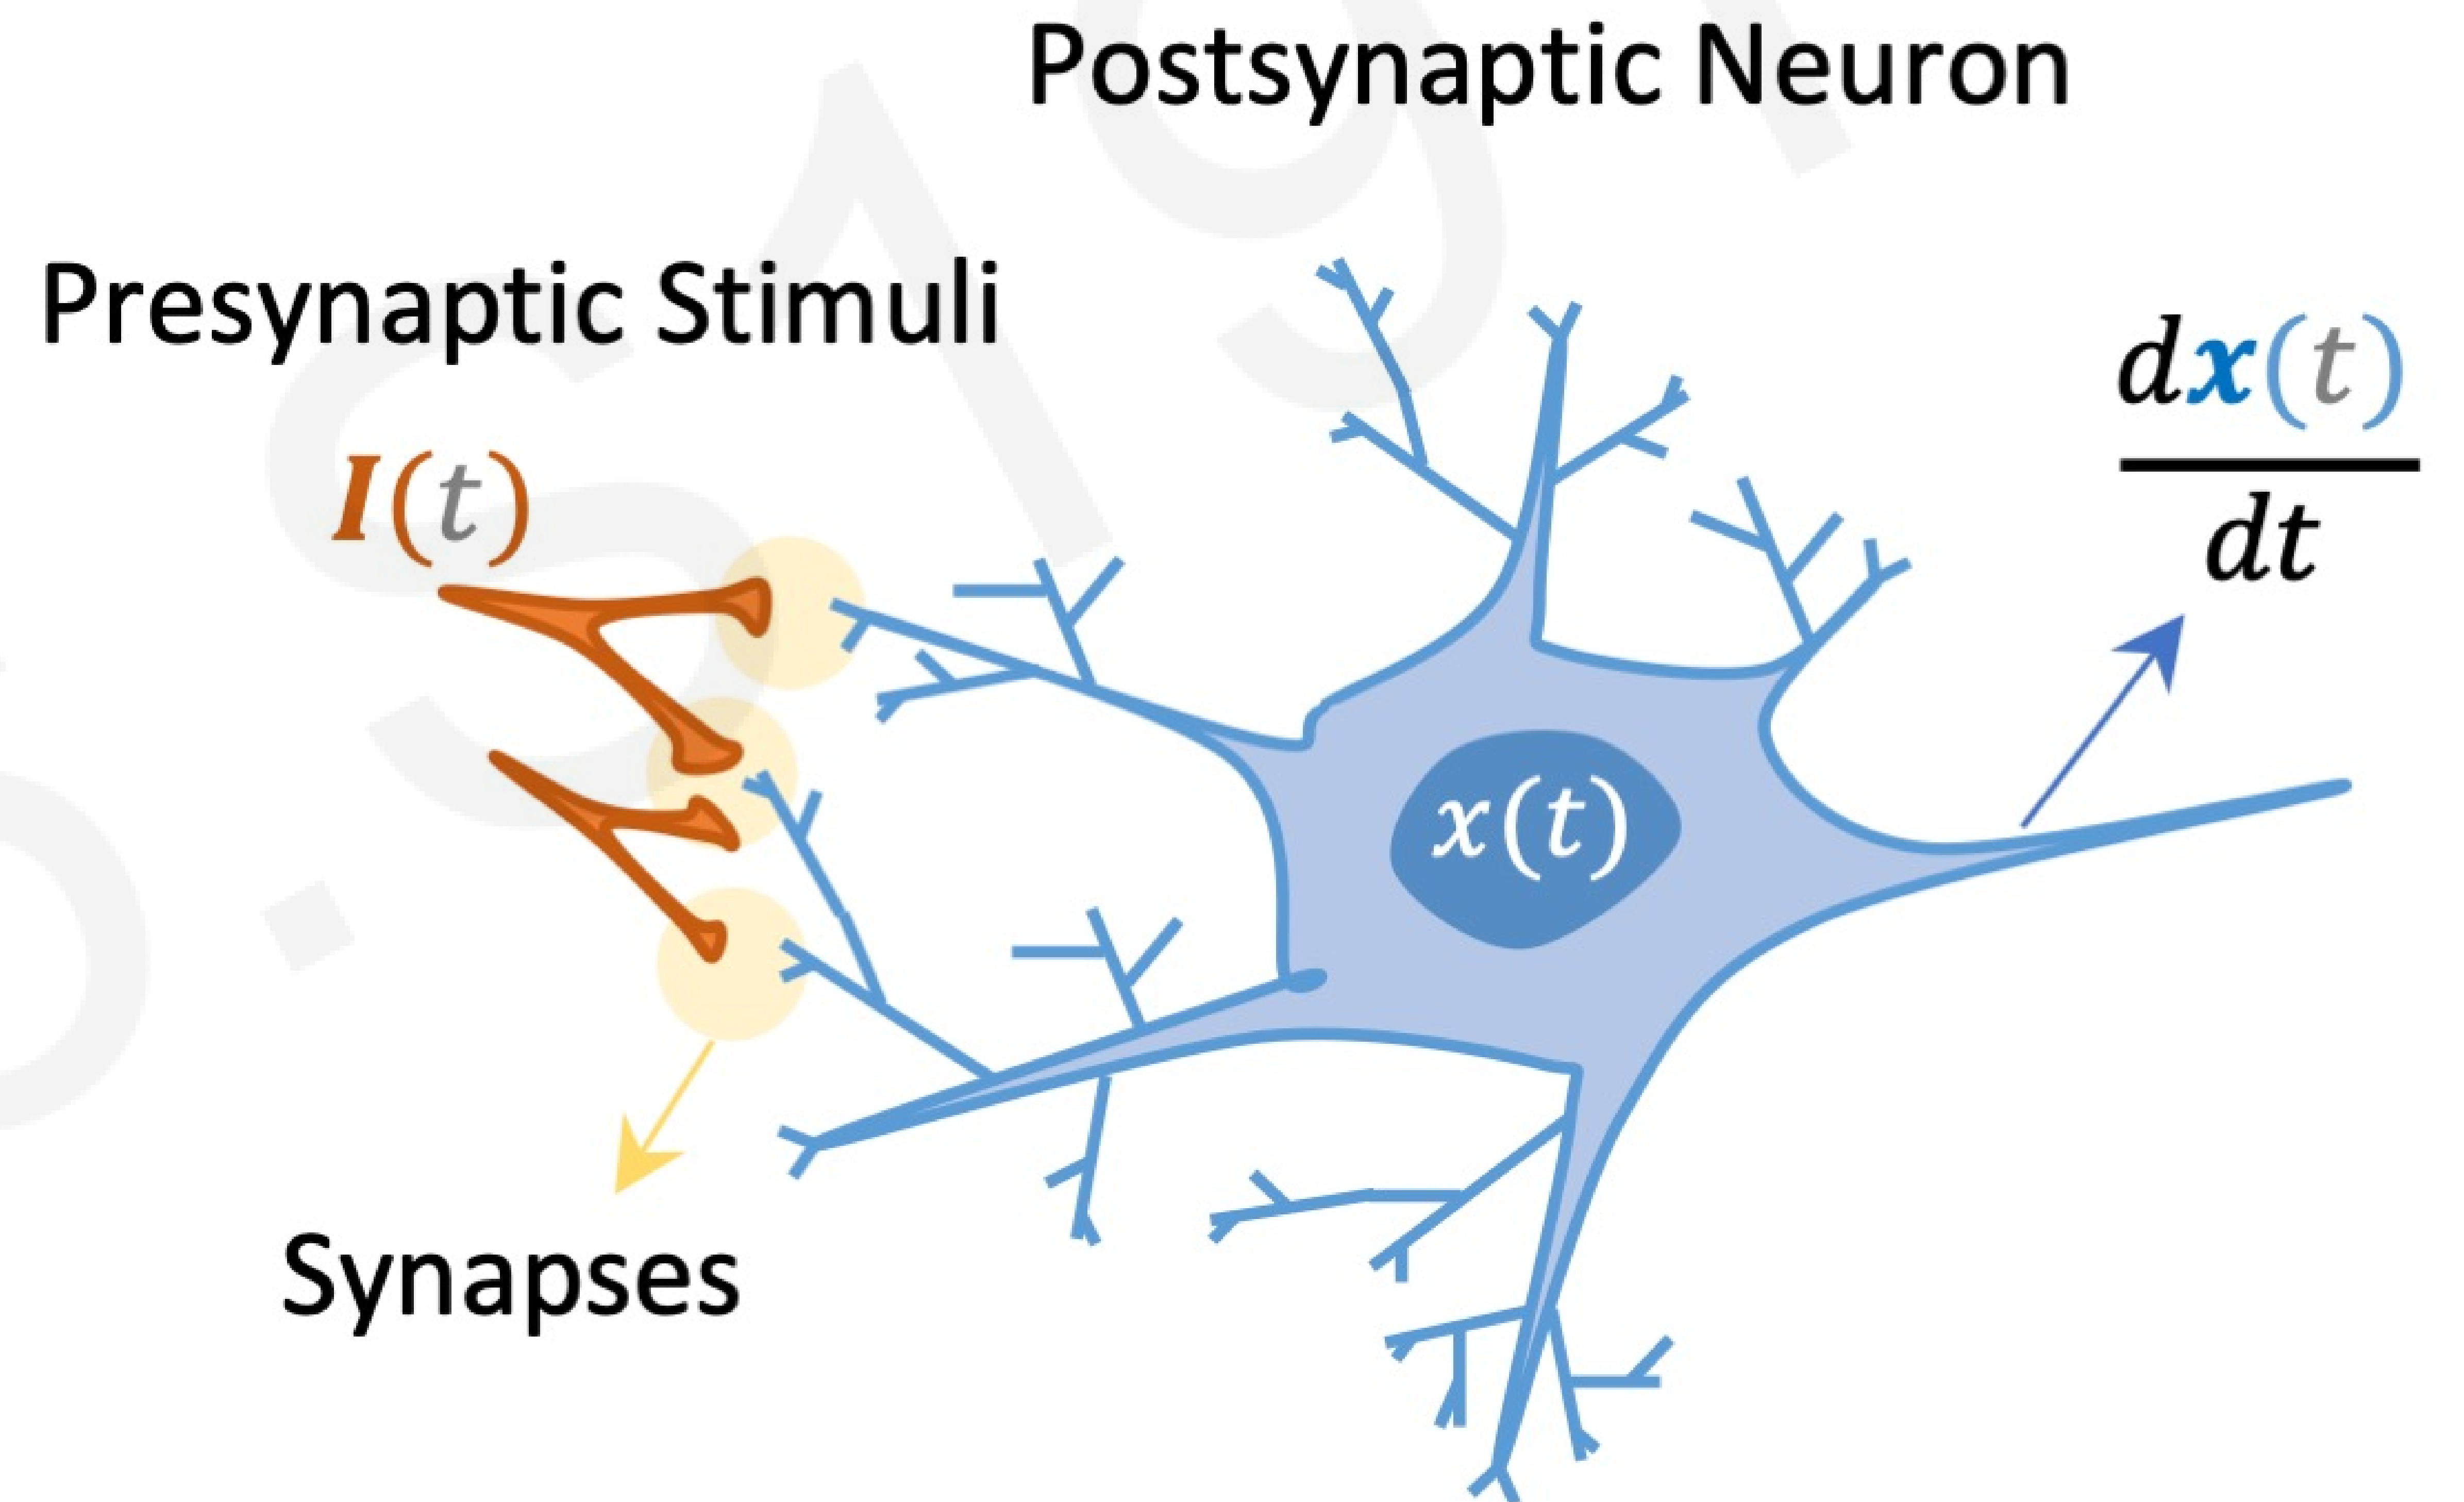 Postsynaptic Neuron
Presynaptic Stimuli
I(t)
dx(t)
dt
x(t)
Synapses